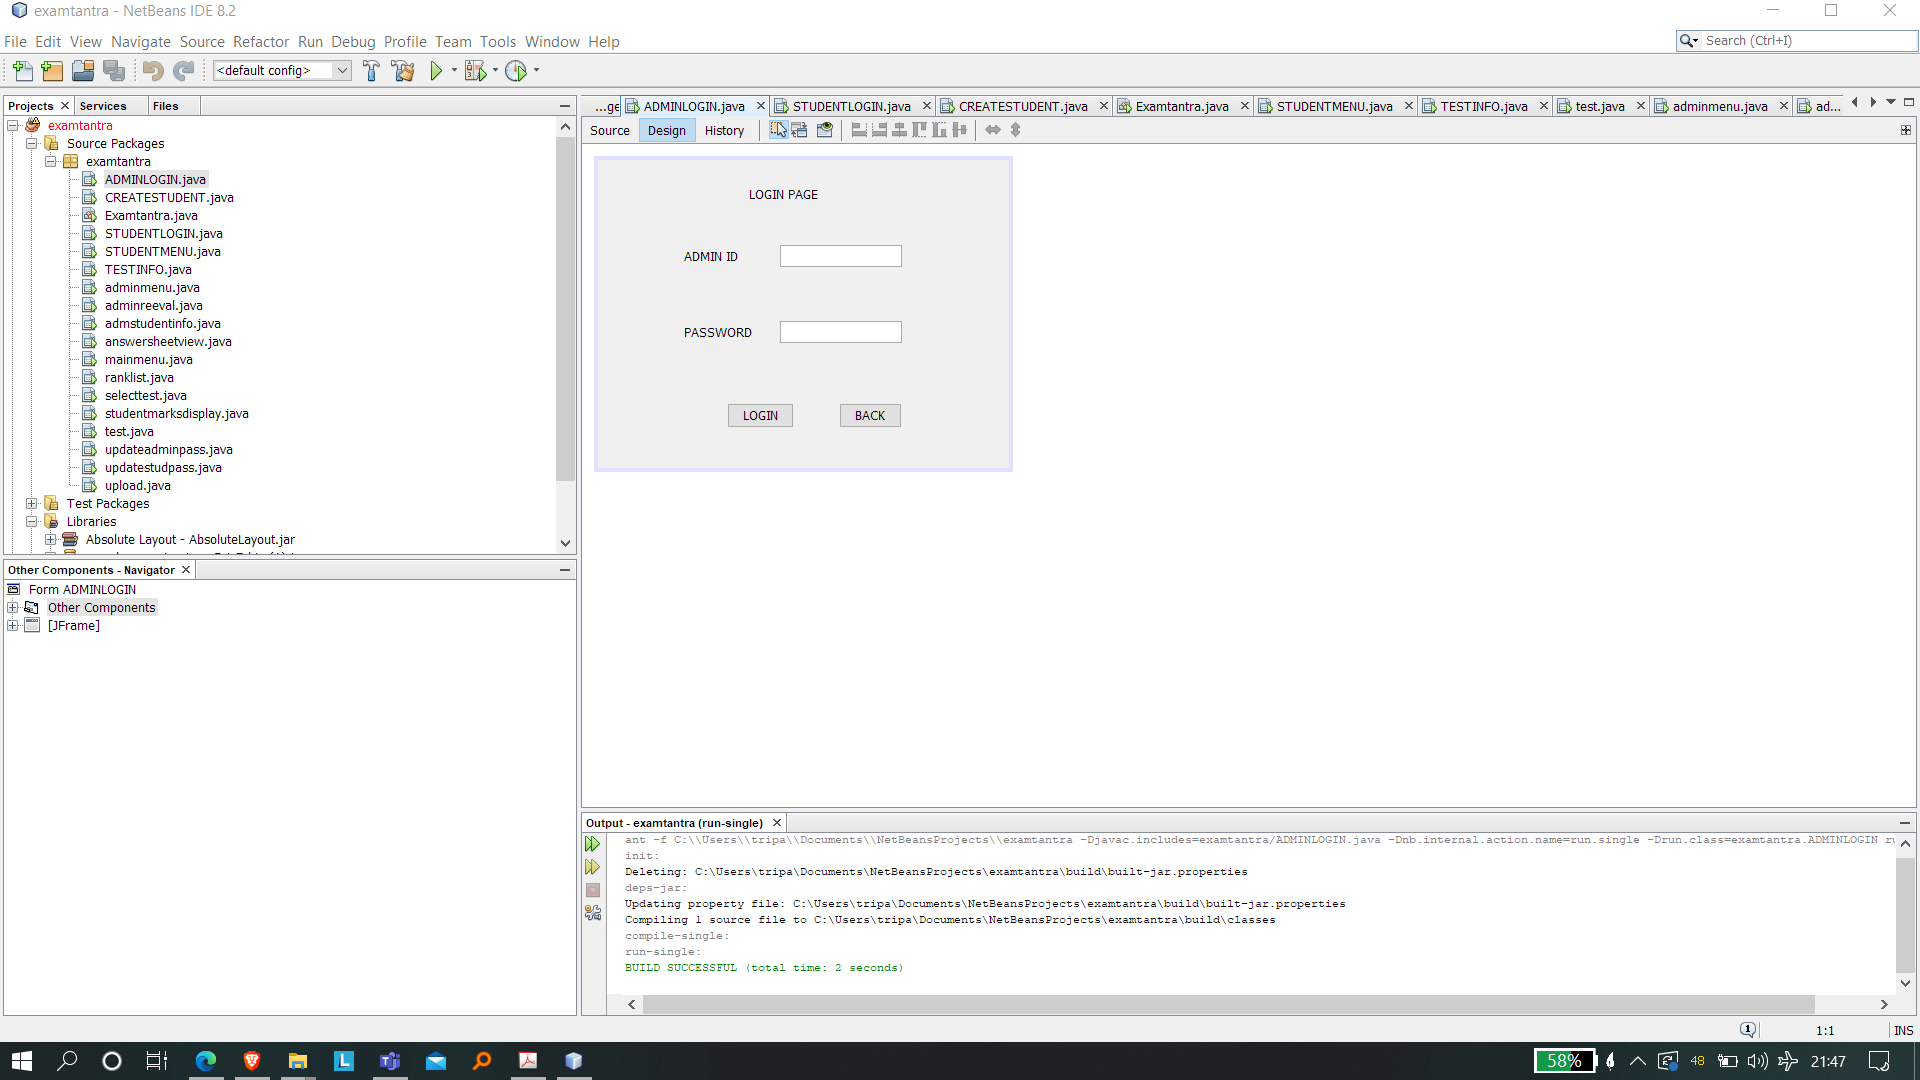 examtantra - NetBeans IDE 8.2
File Edit View Navigate Source Refactor Run Debug Profile Team Tools Window Help
Search (Ctrl+I)
<default config>
Projects Services Files
examtantra
Source Packages
examtantra
ADMINLOGIN.java
CREATESTUDENT.java
Examtantra.java
STUDENTLOGIN.java
STUDENTMENU.java
TESTINFO.java
adminmenu.java
adminreeval.java
admstudentinfo.java
answersheetview.java
mainmenu.java
ranklist.java
selecttest.java
studentmarksdisplay.java
test.java
updateadminpass.java
updatestudpass.java
upload.java
Test Packages
Libraries
Absolute Layout - AbsoluteLayout.jar
Other Components - Navigator
Form ADMINLOGIN
Other Components
[JFrame]
...ge ADMINLOGIN.java STUDENTLOGIN.java CREATESTUDENT.java Examtantra.java STUDENTMENU.java TESTINFO.java test.java adminmenu.java ad...
Source Design History
LOGIN PAGE
ADMIN ID
PASSWORD
LOGIN BACK
Output - examtantra (run-single)
ant -f C:\\Users\\tripa\\Documents\\NetBeansProjects\\examtantra -Djavac.includes=examtantra/ADMINLOGIN.java -Dnb.internal.action.name=run.single -Drun.class=examtantra.ADMINLOGIN
init:
Deleting: C:\Users\tripa\Documents\NetBeansProjects\examtantra\build\built-jar.properties
deps-jar:
Updating property file: C:\Users\tripa\Documents\NetBeansProjects\examtantra\build\built-jar.properties
Compiling 1 source file to C:\Users\tripa\Documents\NetBeansProjects\examtantra\build\classes
compile-single:
run-single:
BUILD SUCCESSFUL (total time: 2 seconds)
1:1 INS
58% 48 21:47